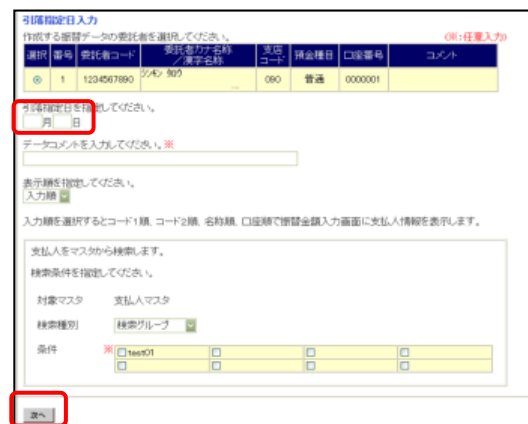 引落指定日入力
作成する振替データの委託者を選択してください。 (※:任意入力)
選択 番号 委託者コード 委託者カナ名称／漢字名称 支店コード 預金種目 口座番号 コメント
1 1234567890 シンキン タロウ 090 普通 0000001
引落指定日を指定してください。
月 日
データコメントを入力してください。※
表示順を指定してください。
入力順
入力順を選択するとコード1順、コード2順、名称順、口座順で振替金額入力画面に支払人情報を表示します。
支払人をマスタから検索します。
検索条件を指定してください。
対象マスタ 支払人マスタ
検索種別 検索グループ
条件 ※ test01
次へ